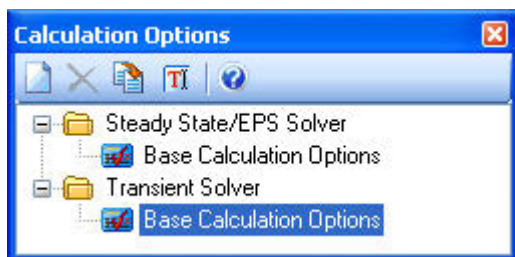 Calculation Options
Steady State/EPS Solver
Base Calculation Options
Transient Solver
Base Calculation Options